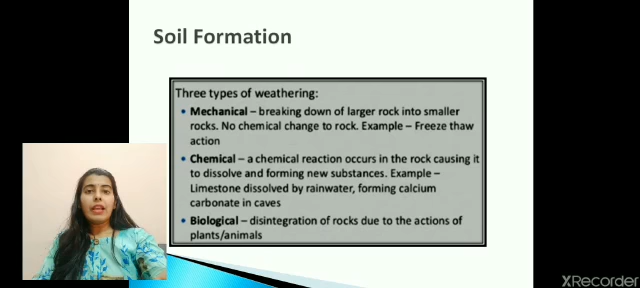 Soil Formation
Three types of weathering:
• Mechanical – breaking down of larger rock into smaller
rocks. No chemical change to rock. Example – Freeze thaw
action
• Chemical – a chemical reaction occurs in the rock causing it
to dissolve and forming new substances. Example –
Limestone dissolved by rainwater, forming calcium
carbonate in caves
• Biological – disintegration of rocks due to the actions of
plants/animals
XRecorder